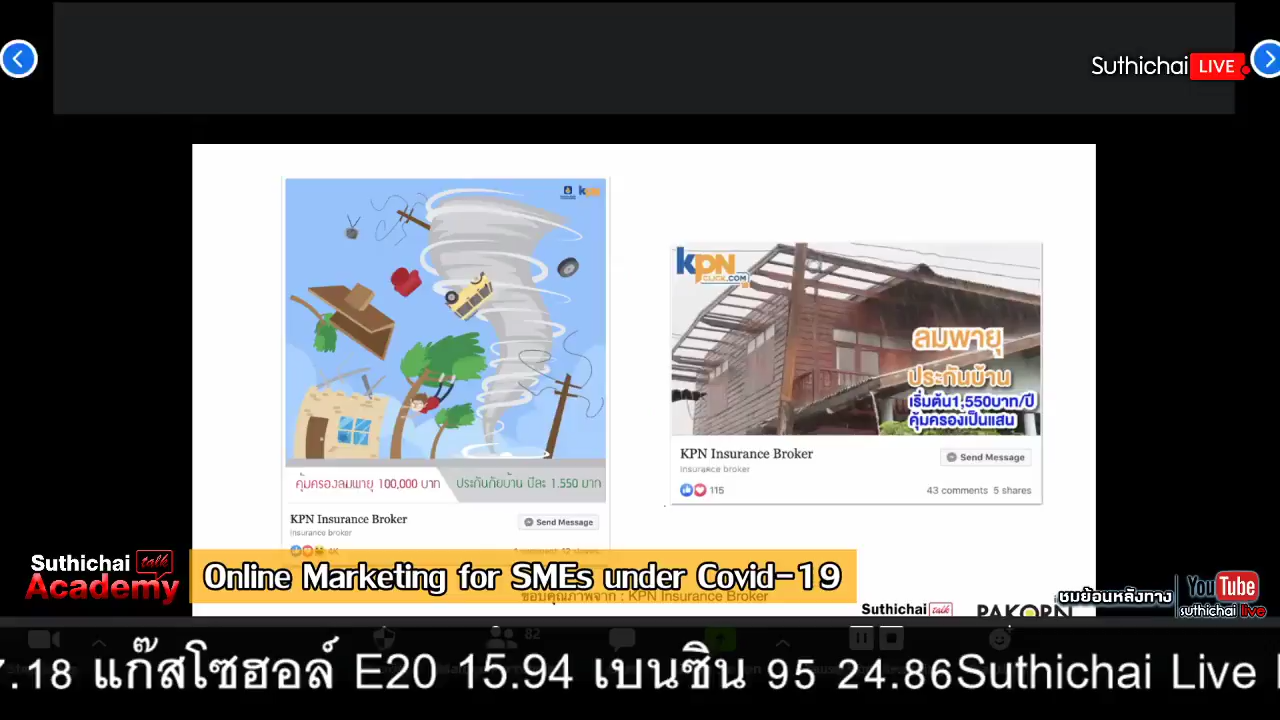 Suthichai LIVE
kpn
คุ้มครองลมพายุ 100,000 บาท
ประกันภัยบ้าน ปีละ 1,550 บาท
KPN Insurance Broker
Insurance broker
Send Message
kpn
CLICK.COM
ลมพายุ
ประกันบ้าน
เริ่มต้น1,550บาท/ปี
คุ้มครองเป็นแสน
KPN Insurance Broker
Insurance broker
Send Message
115
43 comments 5 shares
Suthichai talk
Academy
Online Marketing for SMEs under Covid-19
ขอบคุณภาพจาก : KPN Insurance Broker
Suthichai talk
PAKORN
ชมย้อนหลังทาง
YouTube
suthichai live
82
7.18 แก๊สโซฮอล์ E20 15.94 เบนซิน 95 24.86Suthichai Live